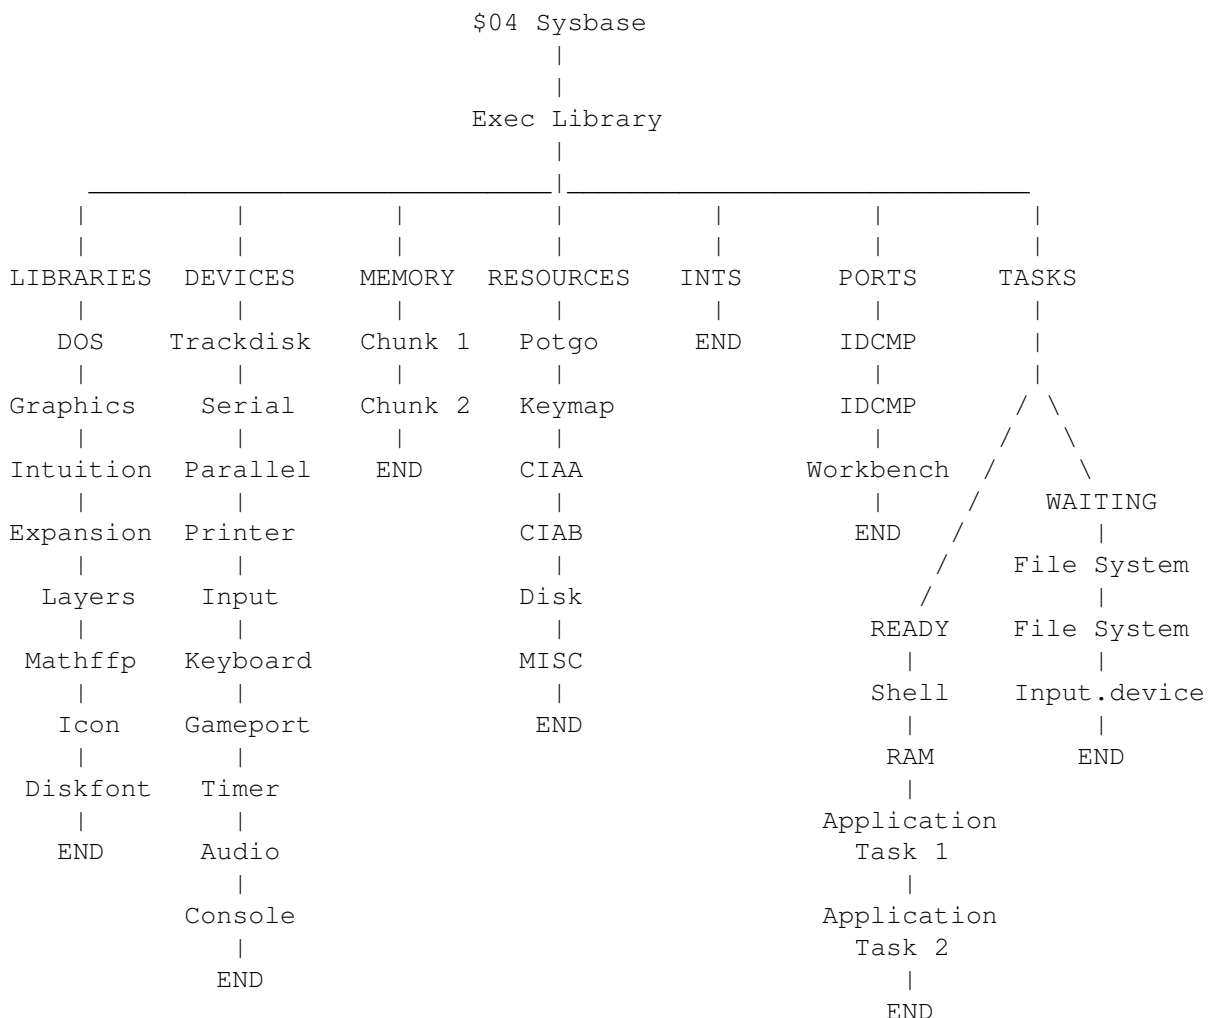 $04 Sysbase
Exec Library
LIBRARIES DEVICES MEMORY RESOURCES INTS PORTS TASKS
DOS Trackdisk Chunk 1 Potgo END IDCMP
Graphics Serial Chunk 2 Keymap IDCMP
Intuition Parallel END CIAA Workbench
WAITING
Expansion Printer CIAB END
File System
Layers Input Disk
READY File System
Mathffp Keyboard MISC
Shell Input.device
Icon Gameport END
RAM END
Diskfont Timer
Application
END Audio Task 1
Console Application
Task 2
END
END